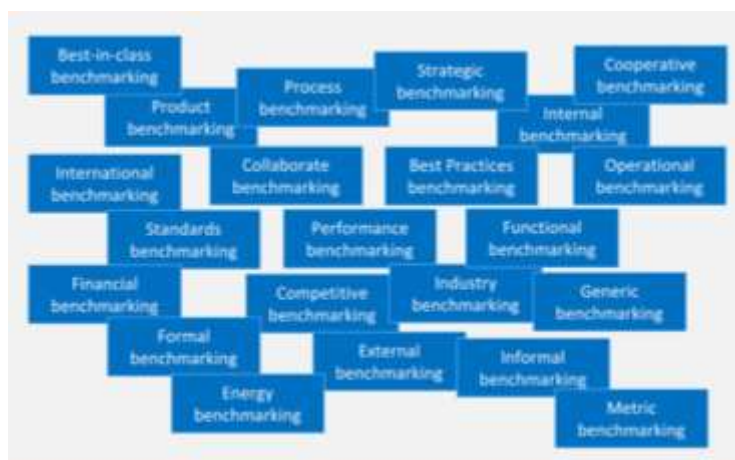 Best-in-class
benchmarking
Product
benchmarking
Process
benchmarking
Strategic
benchmarking
Cooperative
benchmarking
Internal
benchmarking
International
benchmarking
Collaborate
benchmarking
Best Practices
benchmarking
Operational
benchmarking
Standards
benchmarking
Performance
benchmarking
Functional
benchmarking
Financial
benchmarking
Competitive
benchmarking
Industry
benchmarking
Generic
benchmarking
Formal
benchmarking
External
benchmarking
Informal
benchmarking
Energy
benchmarking
Metric
benchmarking